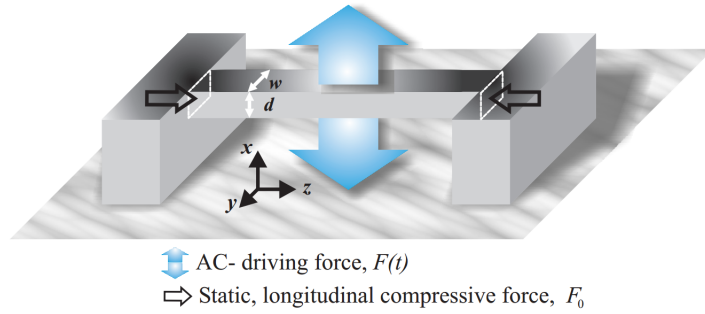 w
d
x
z
y
AC- driving force, F(t)
Static, longitudinal compressive force, F₀